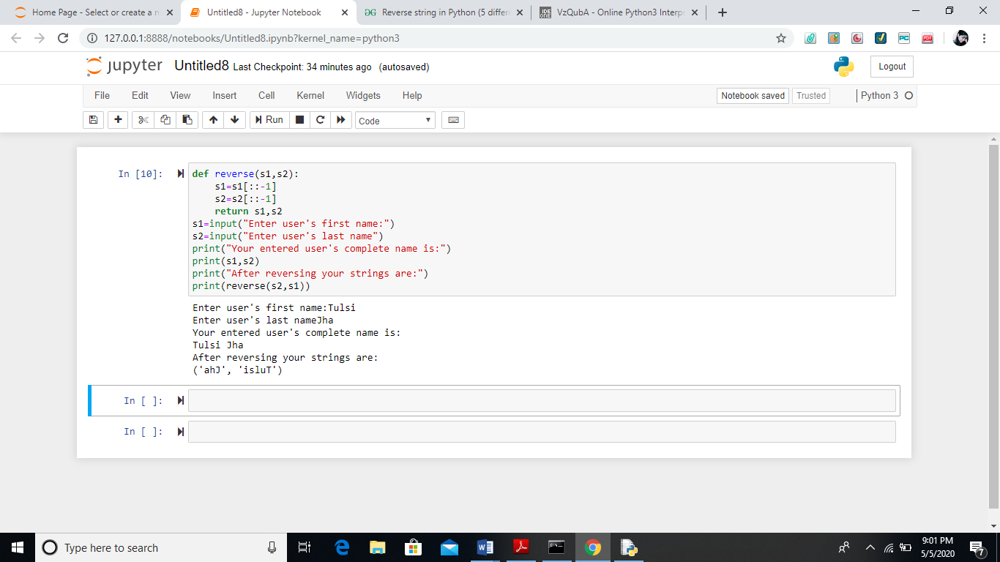 Home Page - Select or create a n
Untitled8 - Jupyter Notebook
Reverse string in Python (5 differ
VzQubA - Online Python3 Interp
127.0.0.1:8888/notebooks/Untitled8.ipynb?kernel_name=python3
jupyter Untitled8 Last Checkpoint: 34 minutes ago (autosaved)
Logout
File Edit View Insert Cell Kernel Widgets Help
Notebook saved Trusted Python 3
Run Code
In [10]:
def reverse(s1,s2):
    s1=s1[::-1]
    s2=s2[::-1]
    return s1,s2
s1=input("Enter user's first name:")
s2=input("Enter user's last name")
print("Your entered user's complete name is:")
print(s1,s2)
print("After reversing your strings are:")
print(reverse(s2,s1))
Enter user's first name:Tulsi
Enter user's last nameJha
Your entered user's complete name is:
Tulsi Jha
After reversing your strings are:
('ahJ', 'isluT')
In [ ]:
In [ ]:
Type here to search
9:01 PM
5/5/2020
7